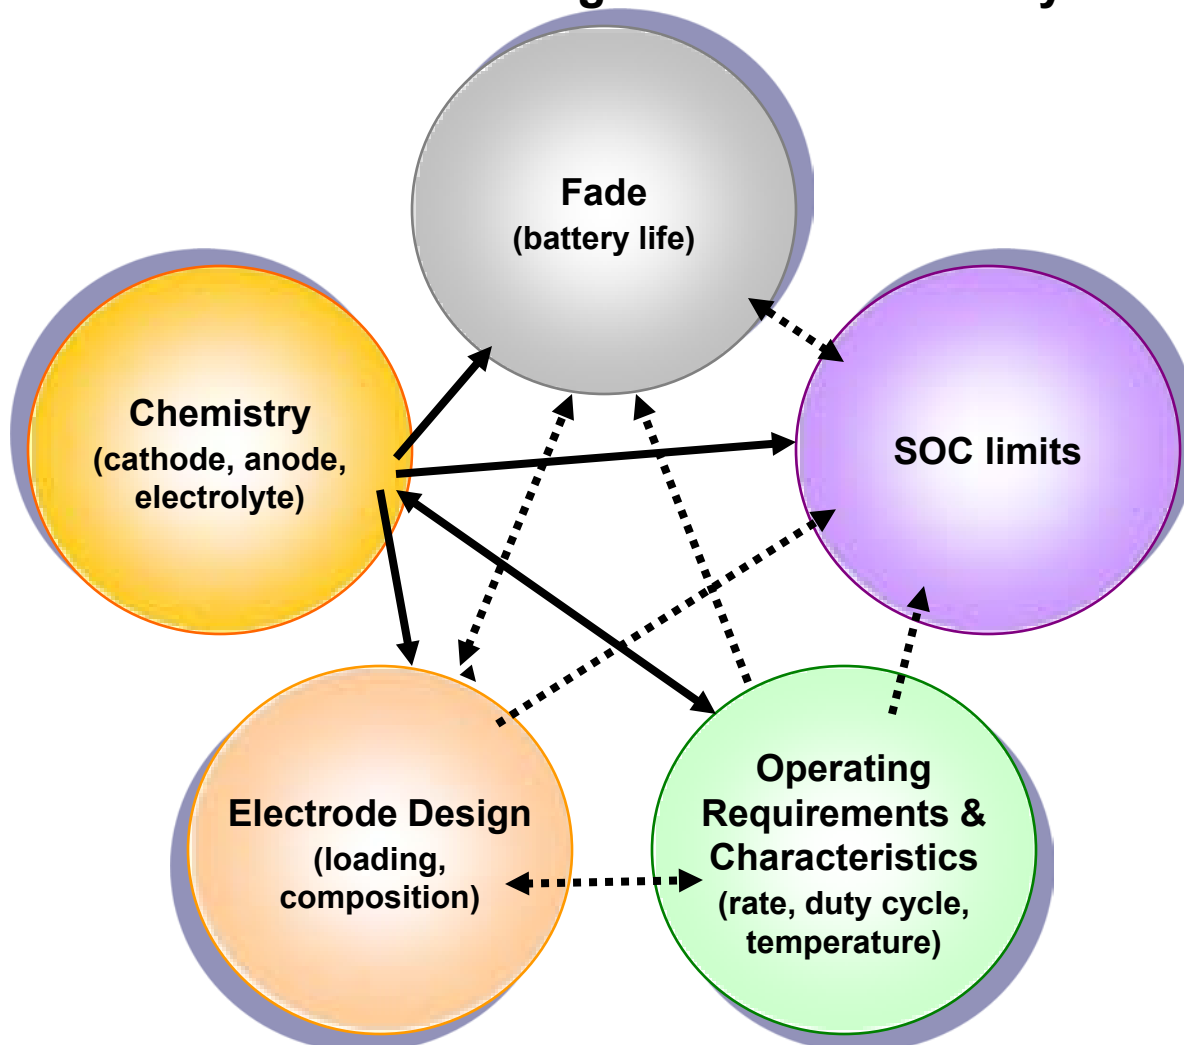 Fade
(battery life)
Chemistry
(cathode, anode,
electrolyte)
SOC limits
Electrode Design
(loading,
composition)
Operating
Requirements &
Characteristics
(rate, duty cycle,
temperature)